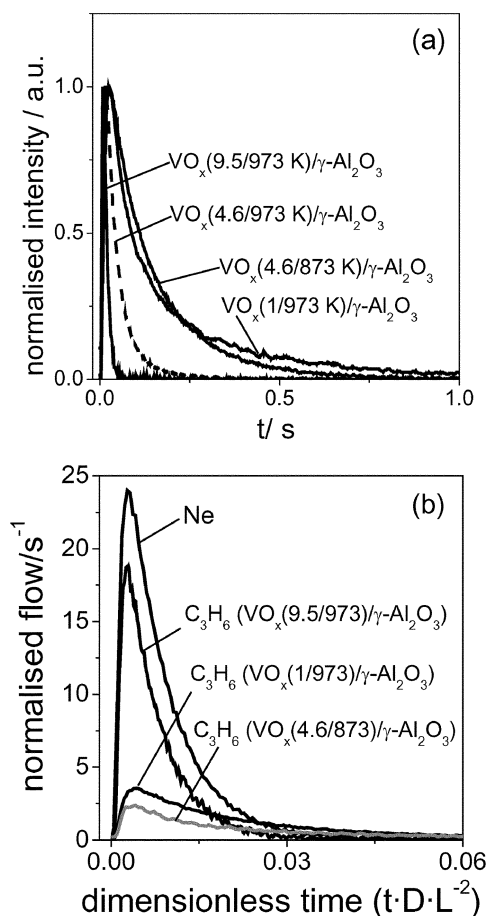 (a)
normalised intensity / a.u.
1.0
0.5
0.0
VOₓ(9.5/973 K)/γ-Al₂O₃
VOₓ(4.6/973 K)/γ-Al₂O₃
VOₓ(4.6/873 K)/γ-Al₂O₃
VOₓ(1/973 K)/γ-Al₂O₃
0.0 0.5 1.0
t/ s
(b)
normalised flow/s⁻¹
25
20
15
10
5
0
Ne
C₃H₆ (VOₓ(9.5/973)/γ-Al₂O₃)
C₃H₆ (VOₓ(1/973)/γ-Al₂O₃)
C₃H₆ (VOₓ(4.6/873)/γ-Al₂O₃)
0.00 0.03 0.06
dimensionless time (t·D·L⁻²)